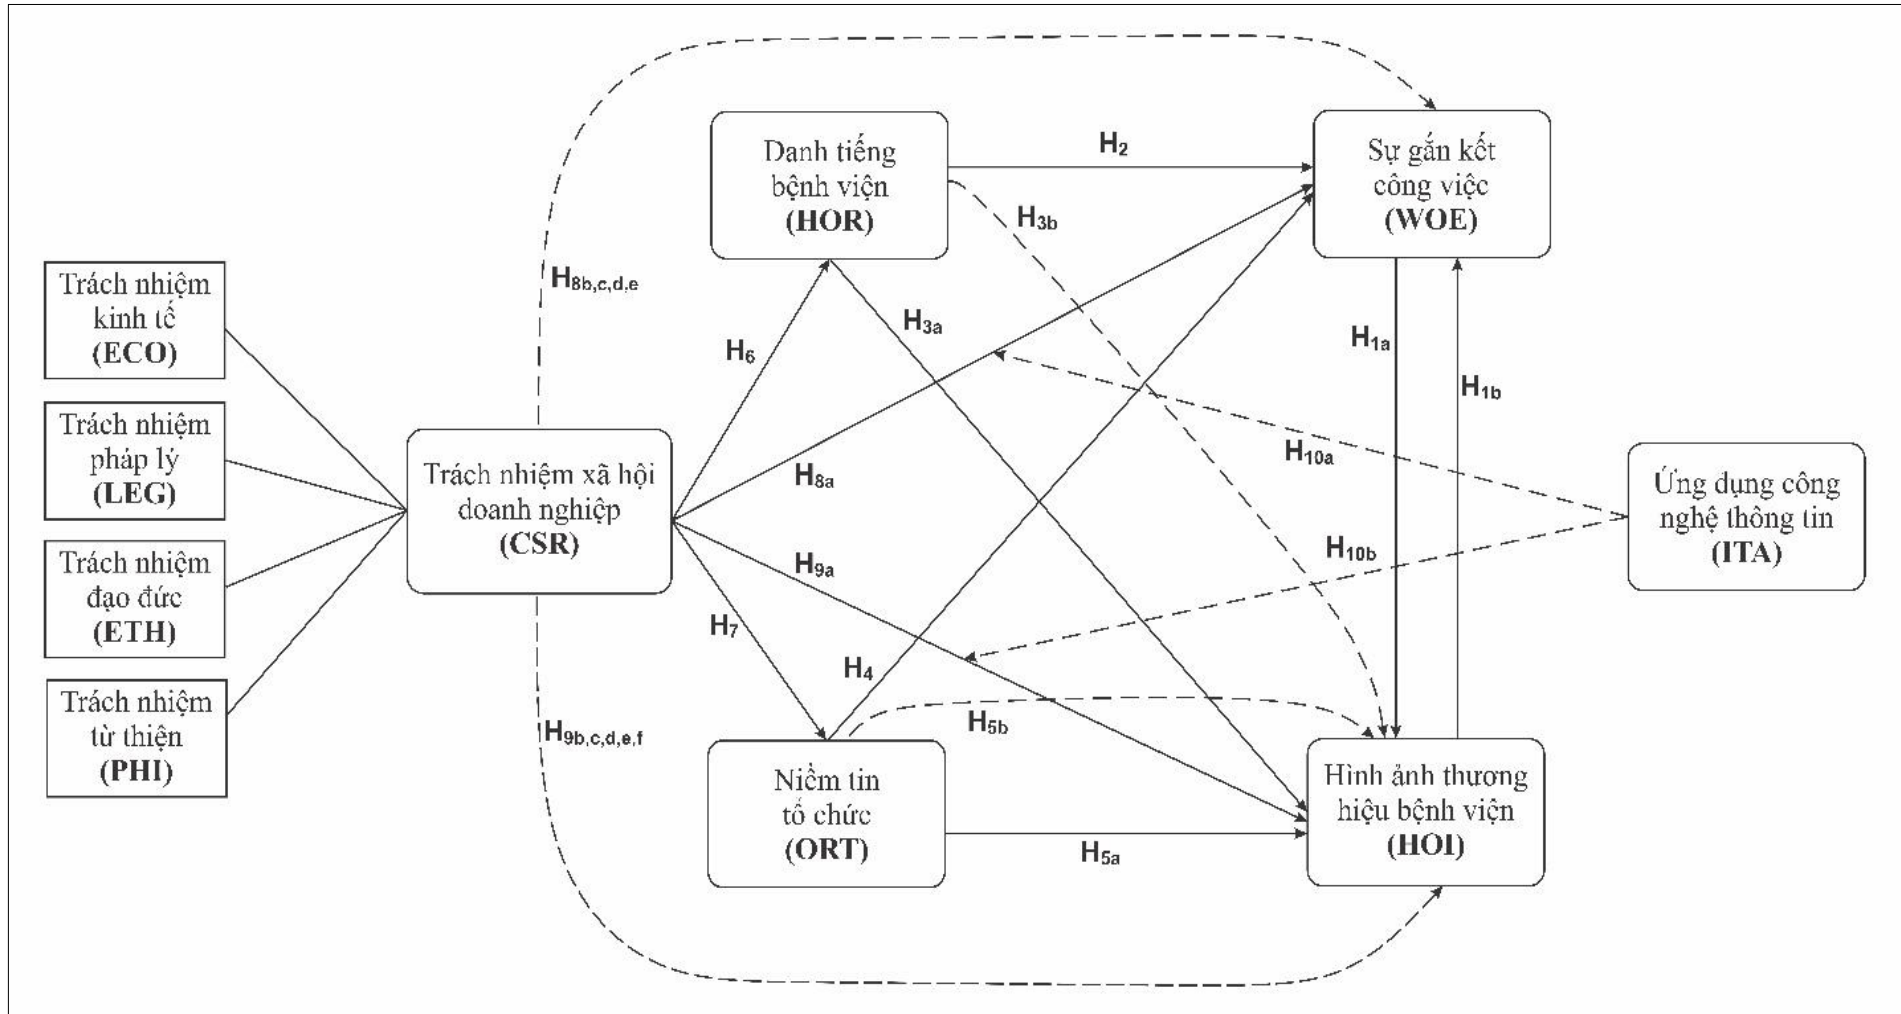 Trách nhiệm
kinh tế
(ECO)
Trách nhiệm
pháp lý
(LEG)
Trách nhiệm
đạo đức
(ETH)
Trách nhiệm
từ thiện
(PHI)
Trách nhiệm xã hội
doanh nghiệp
(CSR)
H8b,c,d,e
H9b,c,d,e,f
Danh tiếng
bệnh viện
(HOR)
H6
H8a
H9a
H7
Niềm tin
tổ chức
(ORT)
H2
H3b
H3a
H4
H5b
H5a
Sự gắn kết
công việc
(WOE)
H1a
H1b
H10a
H10b
Hình ảnh thương
hiệu bệnh viện
(HOI)
Ứng dụng công
nghệ thông tin
(ITA)